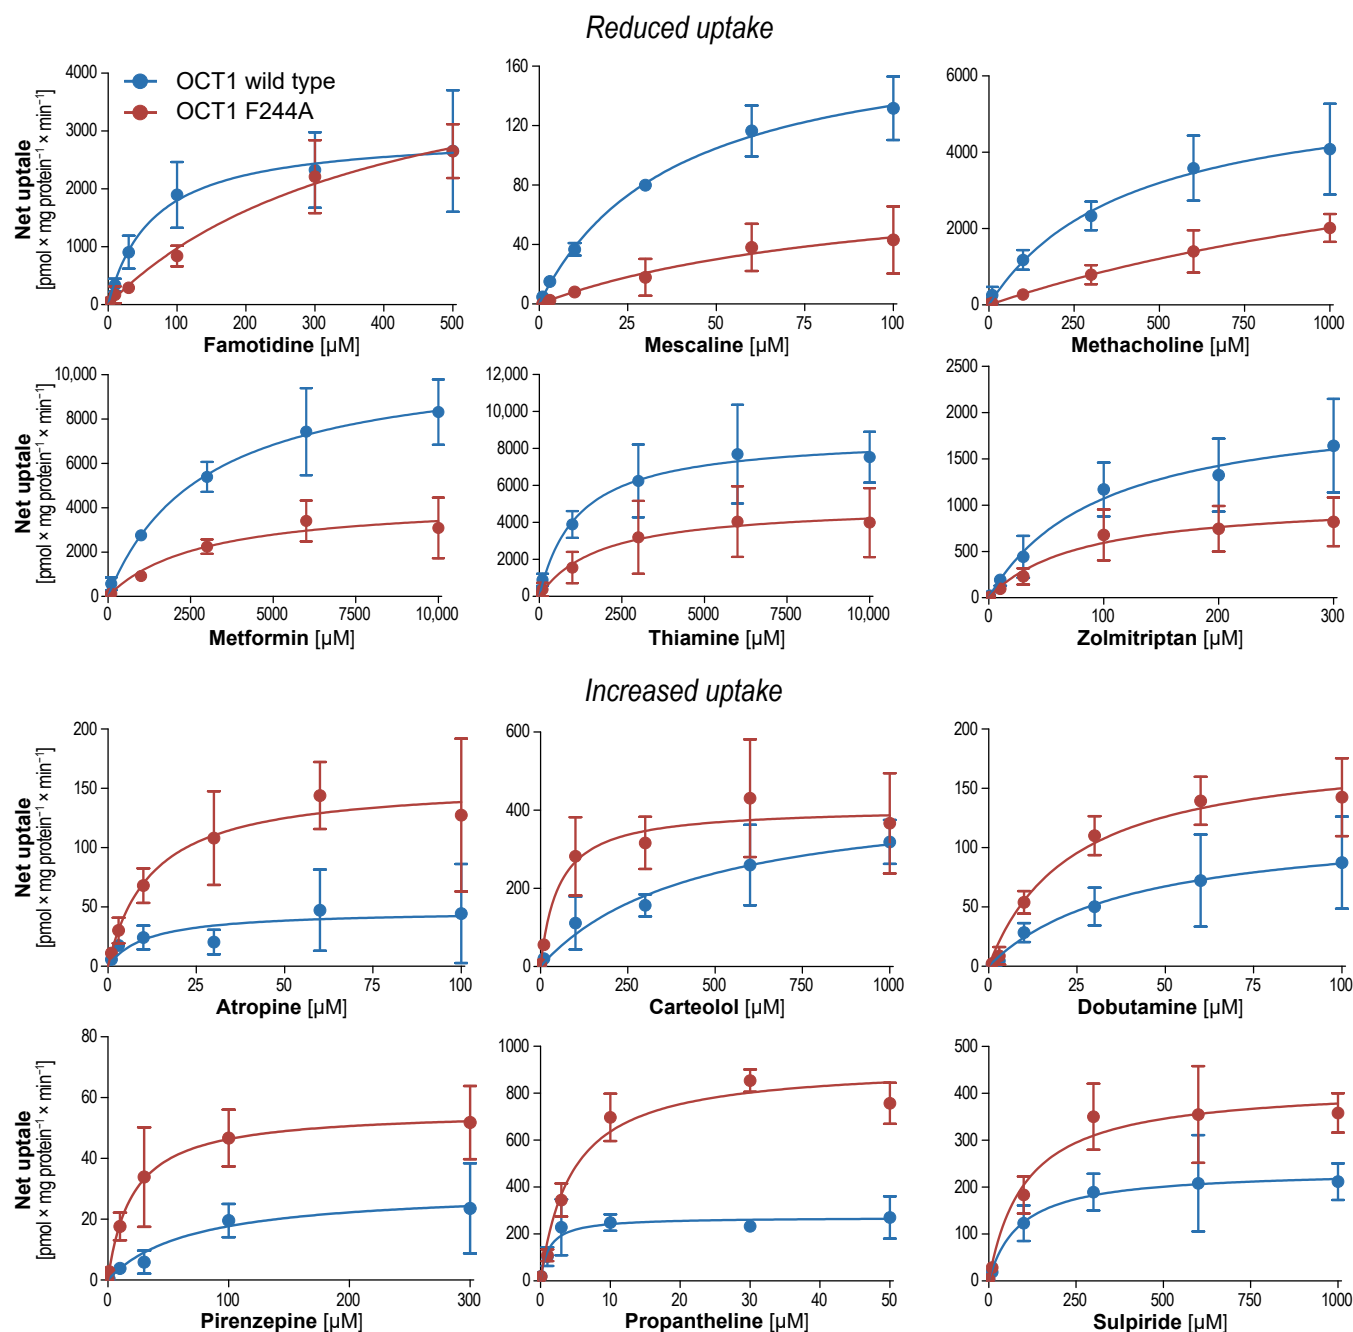 Reduced uptake
OCT1 wild type
OCT1 F244A
Net uptake
[pmol × mg protein⁻¹ × min⁻¹]
4000
3000
2000
1000
0
0 100 200 300 400 500
Famotidine [µM]
160
120
80
40
0
0 25 50 75 100
Mescaline [µM]
6000
4000
2000
0
0 250 500 750 1000
Methacholine [µM]
Net uptake
[pmol × mg protein⁻¹ × min⁻¹]
10,000
8000
6000
4000
2000
0
0 2500 5000 7500 10,000
Metformin [µM]
12,000
10,000
8000
6000
4000
2000
0
0 2500 5000 7500 10,000
Thiamine [µM]
2500
2000
1500
1000
500
0
0 100 200 300
Zolmitriptan [µM]
Increased uptake
Net uptake
[pmol × mg protein⁻¹ × min⁻¹]
200
150
100
50
0
0 25 50 75 100
Atropine [µM]
600
400
200
0
0 250 500 750 1000
Carteolol [µM]
200
150
100
50
0
0 25 50 75 100
Dobutamine [µM]
Net uptake
[pmol × mg protein⁻¹ × min⁻¹]
80
60
40
20
0
0 100 200 300
Pirenzepine [µM]
1000
800
600
400
200
0
0 10 20 30 40 50
Propantheline [µM]
500
400
300
200
100
0
0 250 500 750 1000
Sulpiride [µM]